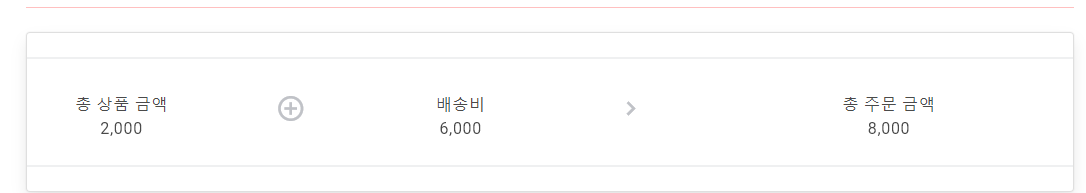 총 상품 금액
2,000
배송비
6,000
총 주문 금액
8,000